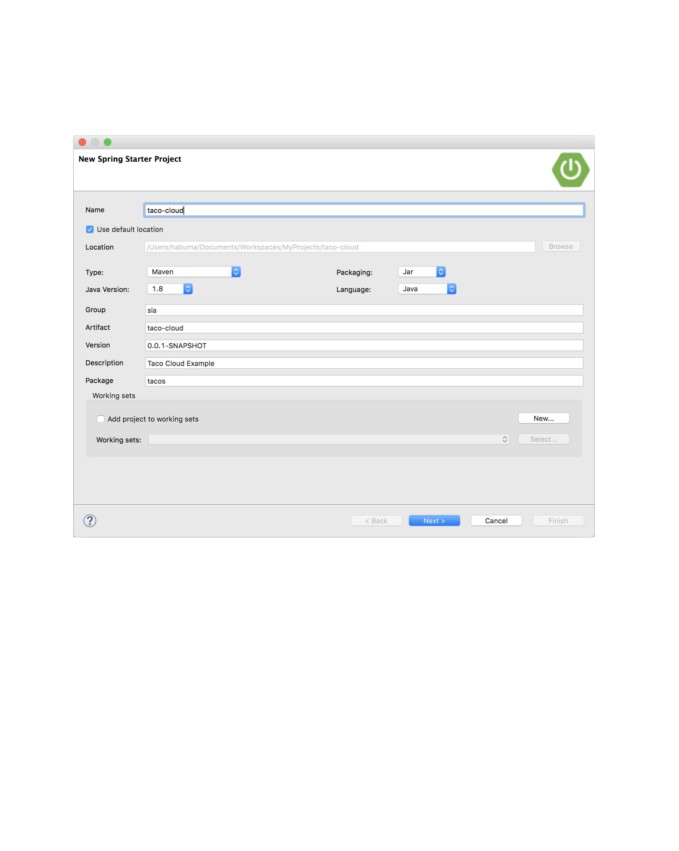 New Spring Starter Project
Name taco-cloud
Use default location
Location /Users/habuma/Documents/Workspaces/MyProjects/taco-cloud Browse
Type: Maven Packaging: Jar
Java Version: 1.8 Language: Java
Group sia
Artifact taco-cloud
Version 0.0.1-SNAPSHOT
Description Taco Cloud Example
Package tacos
Working sets
Add project to working sets New...
Working sets: Select...
? < Back Next > Cancel Finish